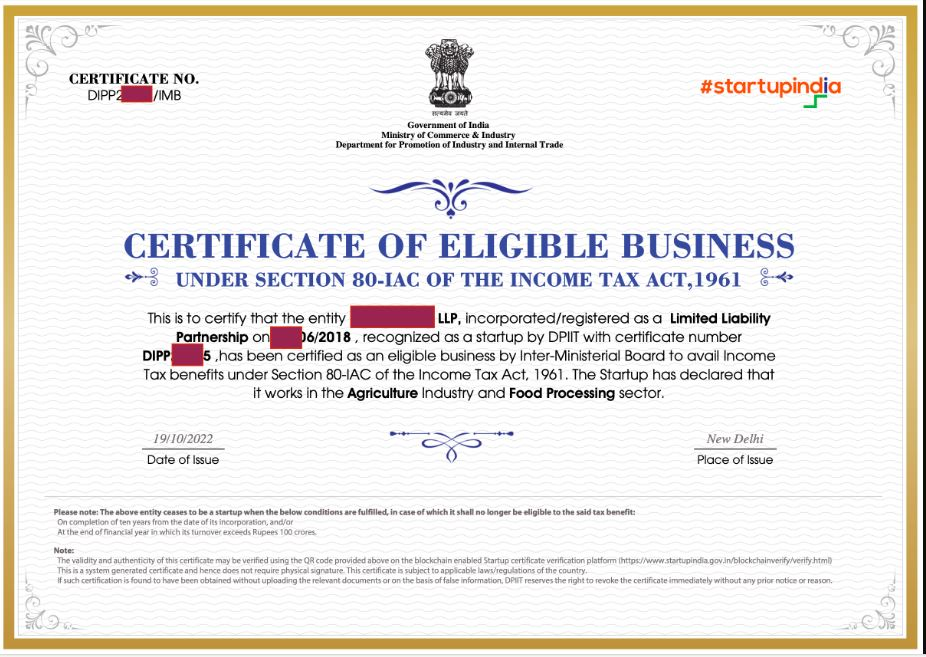 CERTIFICATE NO.
DIPP2 /IMB
सत्यमेव जयते
Government of India
Ministry of Commerce & Industry
Department for Promotion of Industry and Internal Trade
#startupindia
CERTIFICATE OF ELIGIBLE BUSINESS
UNDER SECTION 80-IAC OF THE INCOME TAX ACT,1961
This is to certify that the entity LLP, incorporated/registered as a Limited Liability
Partnership on 06/2018 , recognized as a startup by DPIIT with certificate number
DIPP 5 ,has been certified as an eligible business by Inter-Ministerial Board to avail Income
Tax benefits under Section 80-IAC of the Income Tax Act, 1961. The Startup has declared that
it works in the Agriculture Industry and Food Processing sector.
19/10/2022
Date of Issue
New Delhi
Place of Issue
Please note: The above entity ceases to be a startup when the below conditions are fulfilled, in case of which it shall no longer be eligible to the said tax benefit:
On completion of ten years from the date of its incorporation, and/or
At the end of financial year in which its turnover exceeds Rupees 100 crores.
Note:
The validity and authenticity of this certificate may be verified using the QR code provided above on the blockchain enabled Startup certificate verification platform (https://www.startupindia.gov.in/blockchainverify/verify.html)
This is a system generated certificate and hence does not require physical signature. This certificate is subject to applicable laws/regulations of the country.
If such certification is found to have been obtained without uploading the relevant documents or on the basis of false information, DPIIT reserves the right to revoke the certificate immediately without any prior notice or reason.